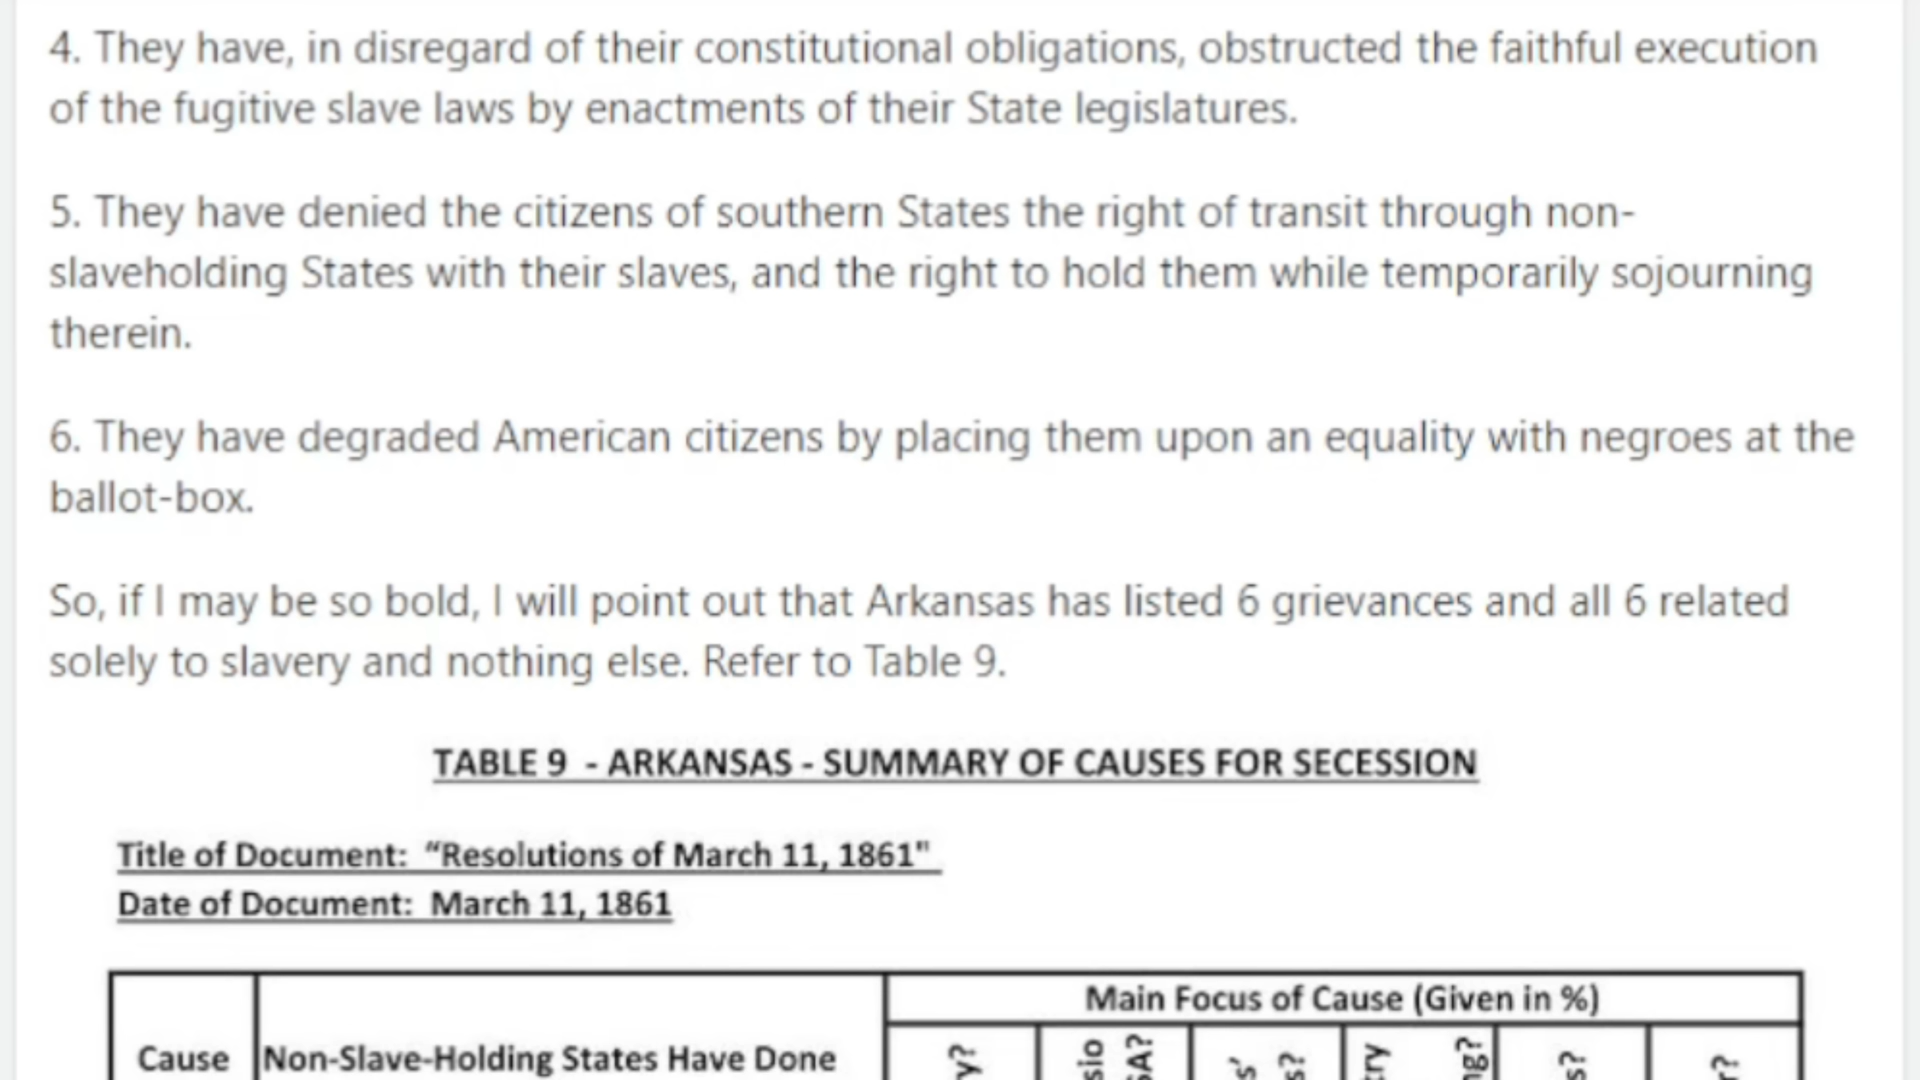 4. They have, in disregard of their constitutional obligations, obstructed the faithful execution
of the fugitive slave laws by enactments of their State legislatures.
5. They have denied the citizens of southern States the right of transit through non-
slaveholding States with their slaves, and the right to hold them while temporarily sojourning
therein.
6. They have degraded American citizens by placing them upon an equality with negroes at the
ballot-box.
So, if I may be so bold, I will point out that Arkansas has listed 6 grievances and all 6 related
solely to slavery and nothing else. Refer to Table 9.
TABLE 9 - ARKANSAS - SUMMARY OF CAUSES FOR SECESSION
Title of Document: “Resolutions of March 11, 1861"
Date of Document: March 11, 1861
Main Focus of Cause (Given in %)
Cause Non-Slave-Holding States Have Done